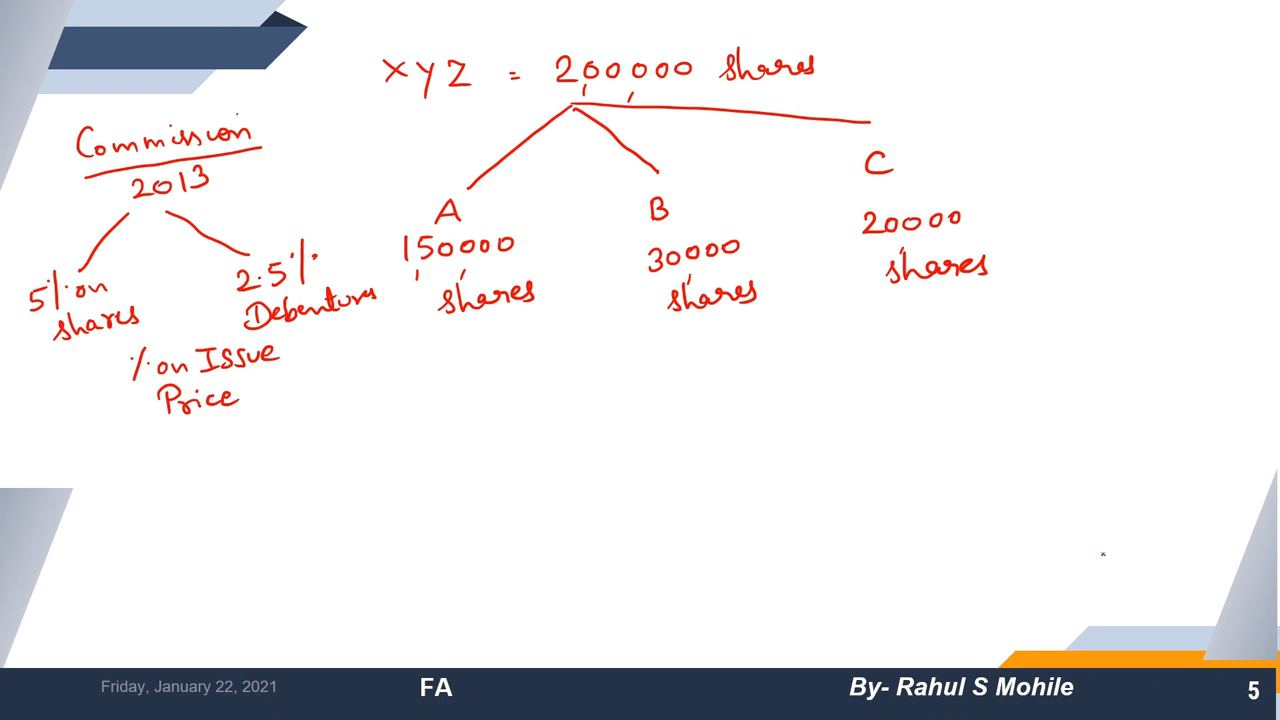 XYZ = 200000 shares
Commission
2013
5% on
shares
2.5%
Debentures
% on Issue
Price
A
150000
shares
B
30000
shares
C
20000
shares
Friday, January 22, 2021
FA
By- Rahul S Mohile
5